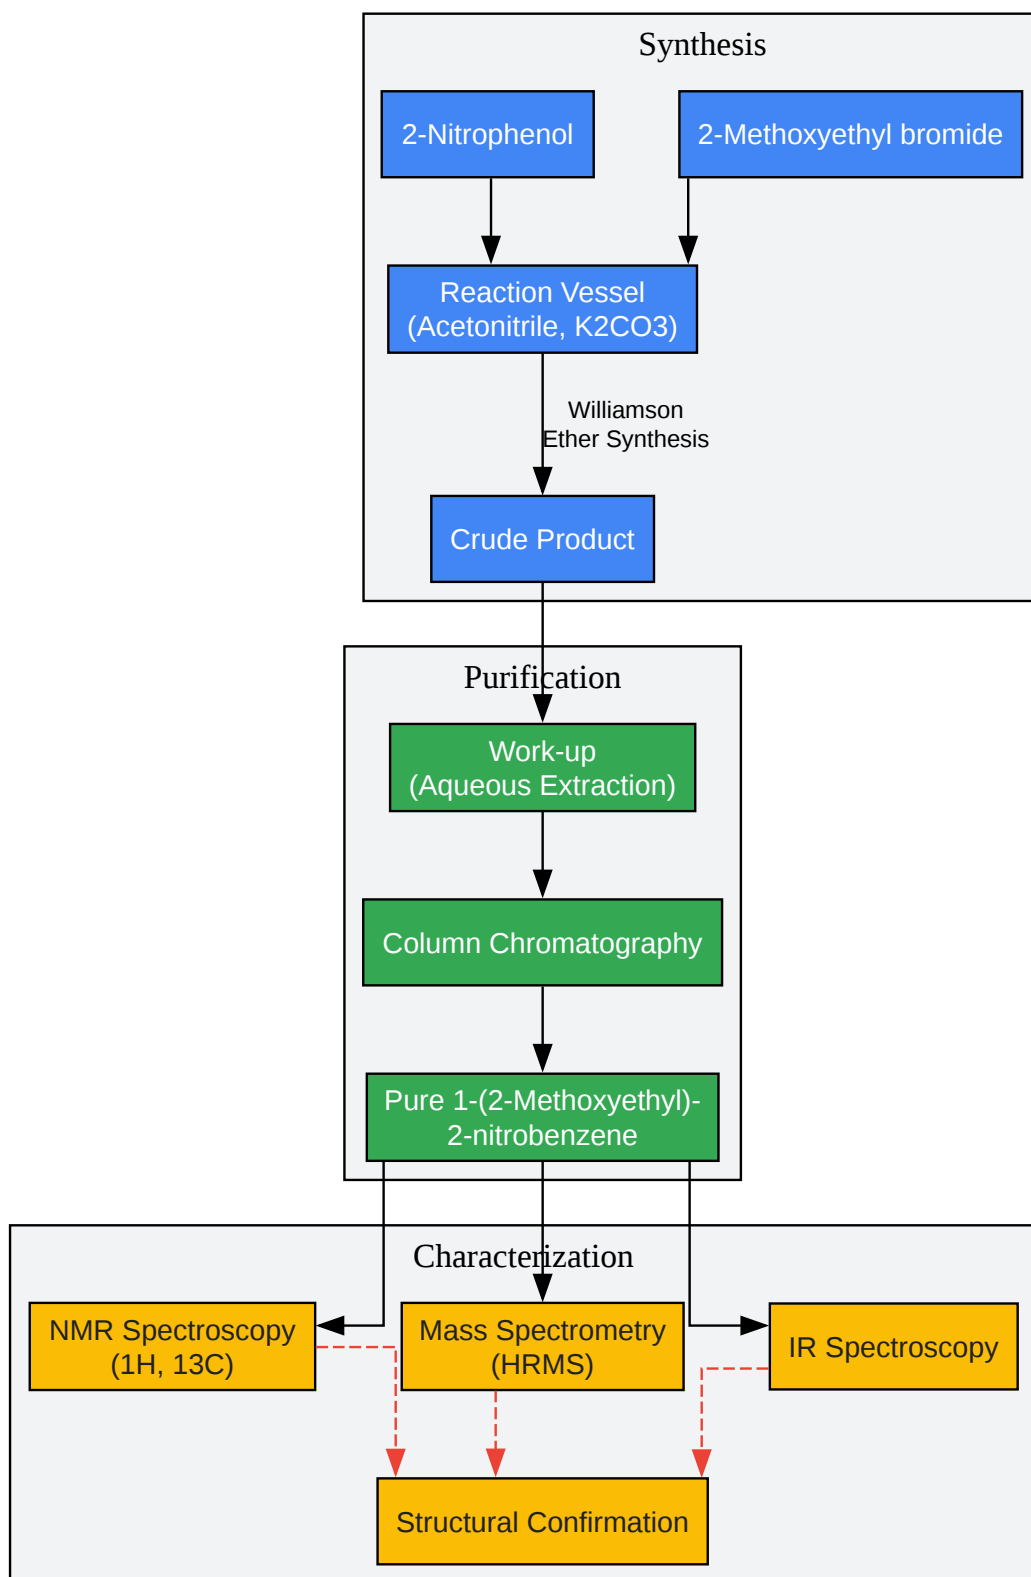 Synthesis
2-Nitrophenol
2-Methoxyethyl bromide
Reaction Vessel
(Acetonitrile, K2CO3)
Williamson
Ether Synthesis
Crude Product
Purification
Work-up
(Aqueous Extraction)
Column Chromatography
Pure 1-(2-Methoxyethyl)-
2-nitrobenzene
Characterization
NMR Spectroscopy
(1H, 13C)
Mass Spectrometry
(HRMS)
IR Spectroscopy
Structural Confirmation